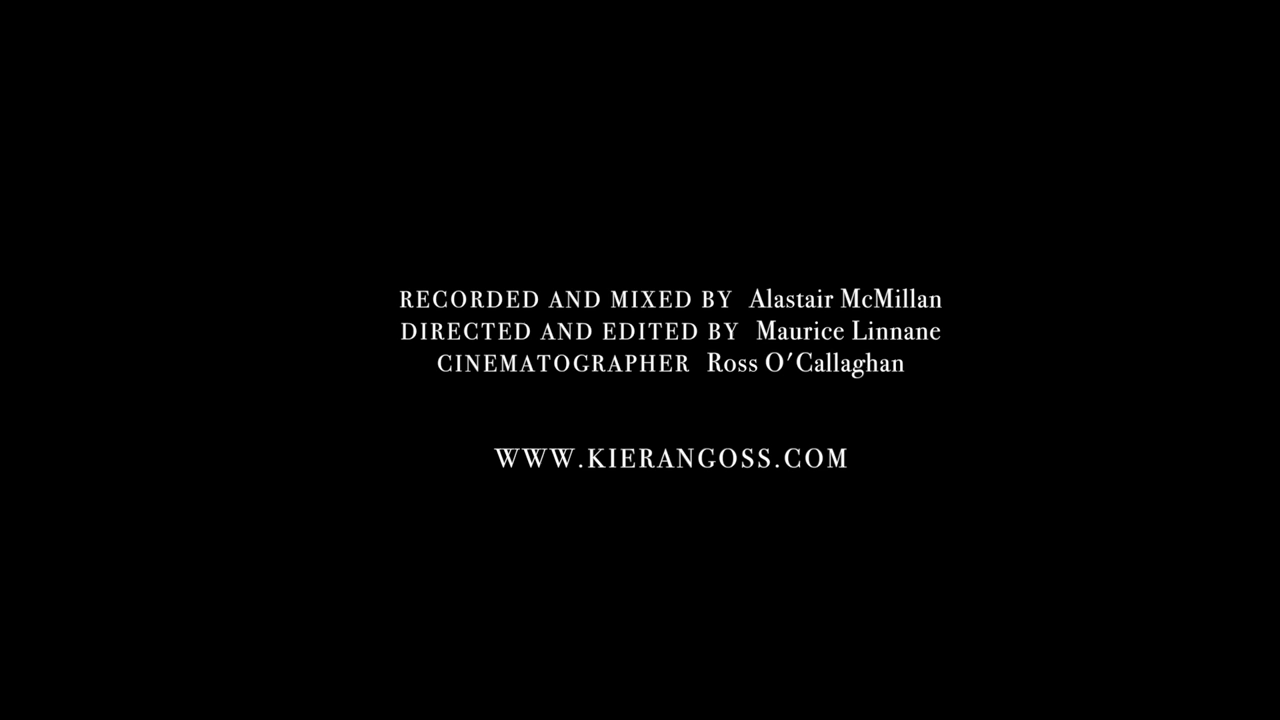 RECORDED AND MIXED BY Alastair McMillan
DIRECTED AND EDITED BY Maurice Linnane
CINEMATOGRAPHER Ross O'Callaghan
WWW.KIERANGOSS.COM